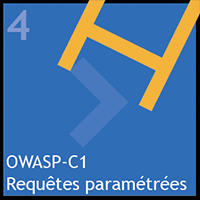 4
OWASP-C1
Requêtes paramétrées